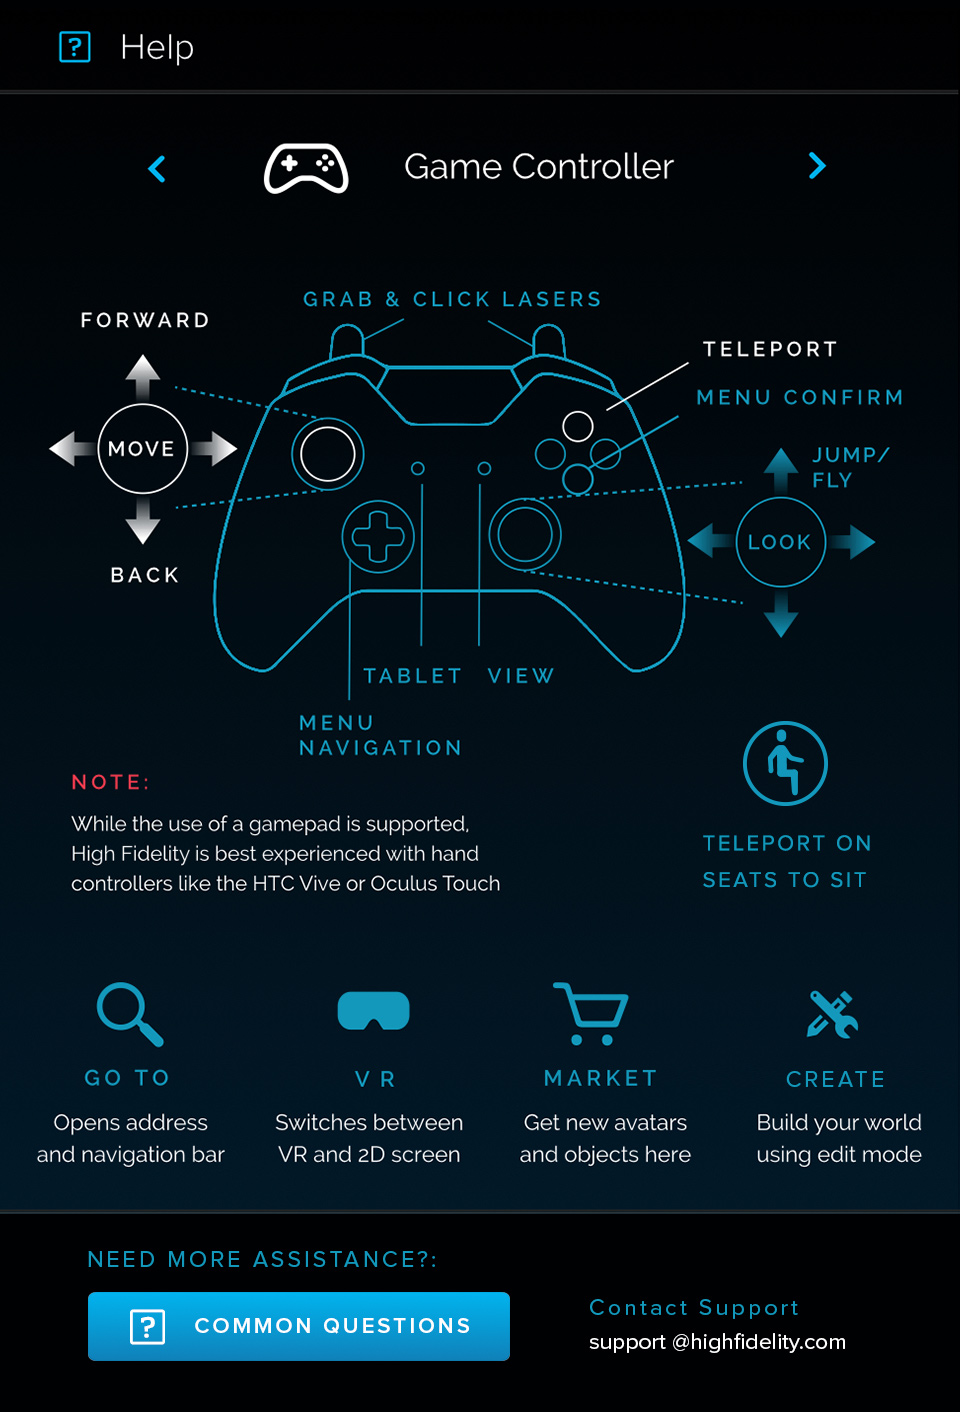 Help
Game Controller
GRAB & CLICK LASERS
FORWARD
TELEPORT
MENU CONFIRM
MOVE
JUMP/
FLY
LOOK
BACK
TABLET
VIEW
MENU
NAVIGATION
NOTE:
While the use of a gamepad is supported,
High Fidelity is best experienced with hand
controllers like the HTC Vive or Oculus Touch
TELEPORT ON
SEATS TO SIT
GO TO
Opens address
and navigation bar
VR
Switches between
VR and 2D screen
MARKET
Get new avatars
and objects here
CREATE
Build your world
using edit mode
NEED MORE ASSISTANCE?:
COMMON QUESTIONS
Contact Support
support @highfidelity.com